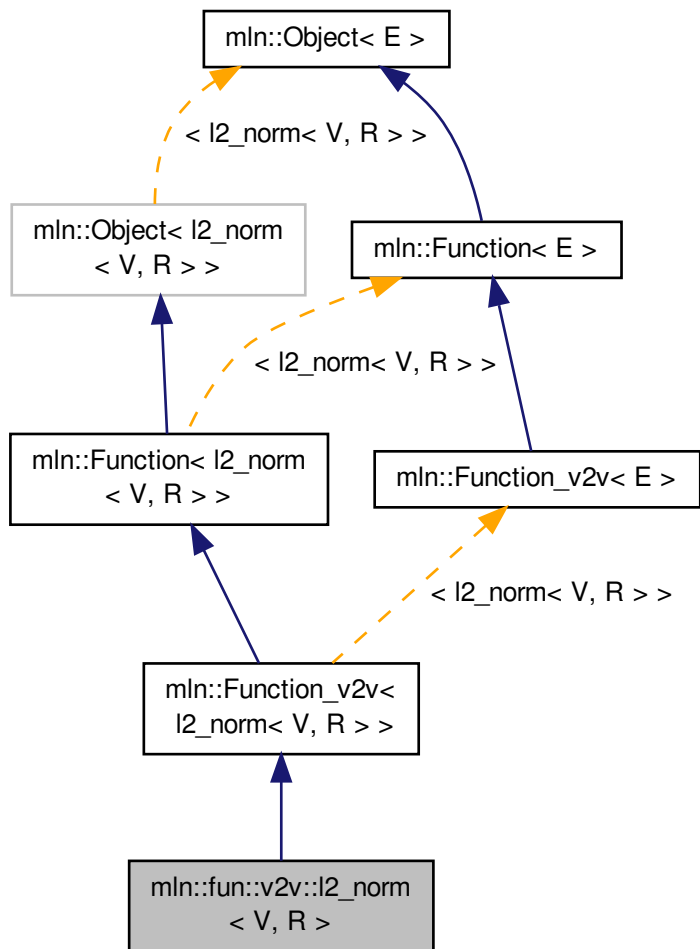 mln::Object< E >
< l2_norm< V, R > >
mln::Object< l2_norm
< V, R > >
mln::Function< E >
< l2_norm< V, R > >
mln::Function< l2_norm
< V, R > >
mln::Function_v2v< E >
< l2_norm< V, R > >
mln::Function_v2v<
l2_norm< V, R > >
mln::fun::v2v::l2_norm
< V, R >